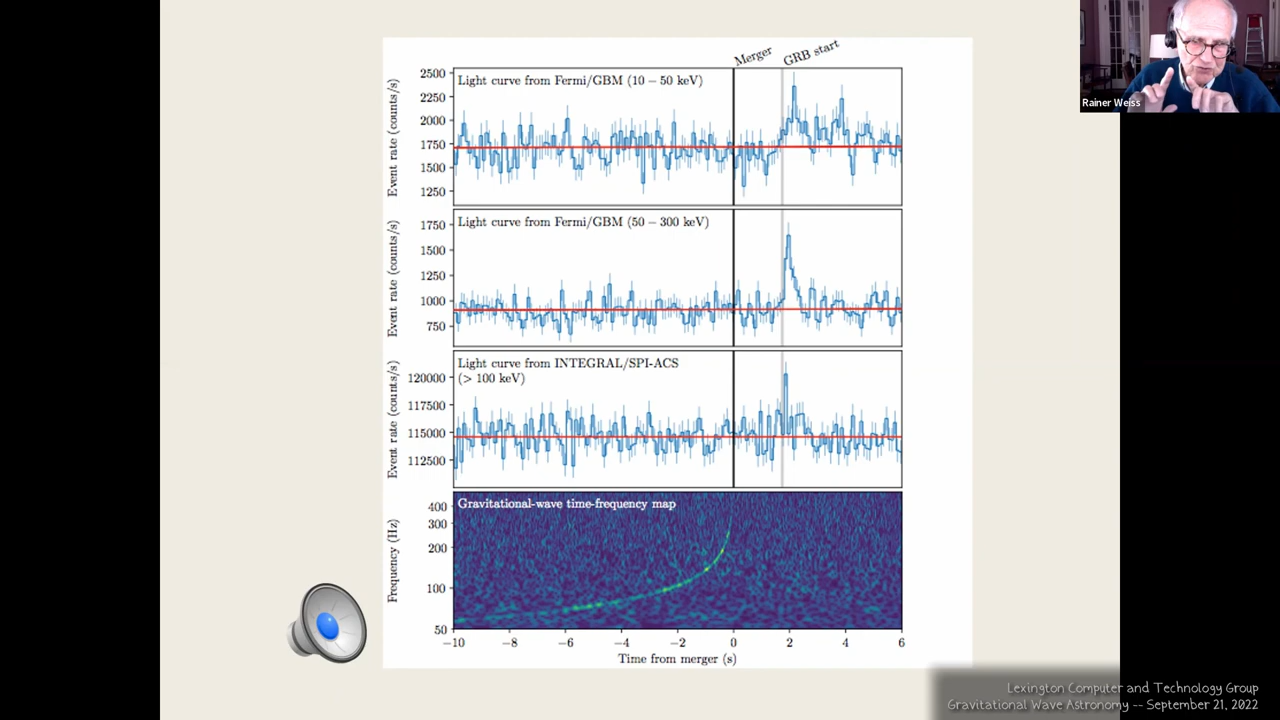 Rainer Weiss
Merger
GRB start
Light curve from Fermi/GBM (10 − 50 keV)
Event rate (counts/s)
2500
2250
2000
1750
1500
1250
Light curve from Fermi/GBM (50 − 300 keV)
Event rate (counts/s)
1750
1500
1250
1000
750
Light curve from INTEGRAL/SPI-ACS
(> 100 keV)
Event rate (counts/s)
120000
117500
115000
112500
Gravitational-wave time-frequency map
Frequency (Hz)
400
300
200
100
50
−10 −8 −6 −4 −2 0 2 4 6
Time from merger (s)
Lexington Computer and Technology Group
Gravitational Wave Astronomy -- September 21, 2022